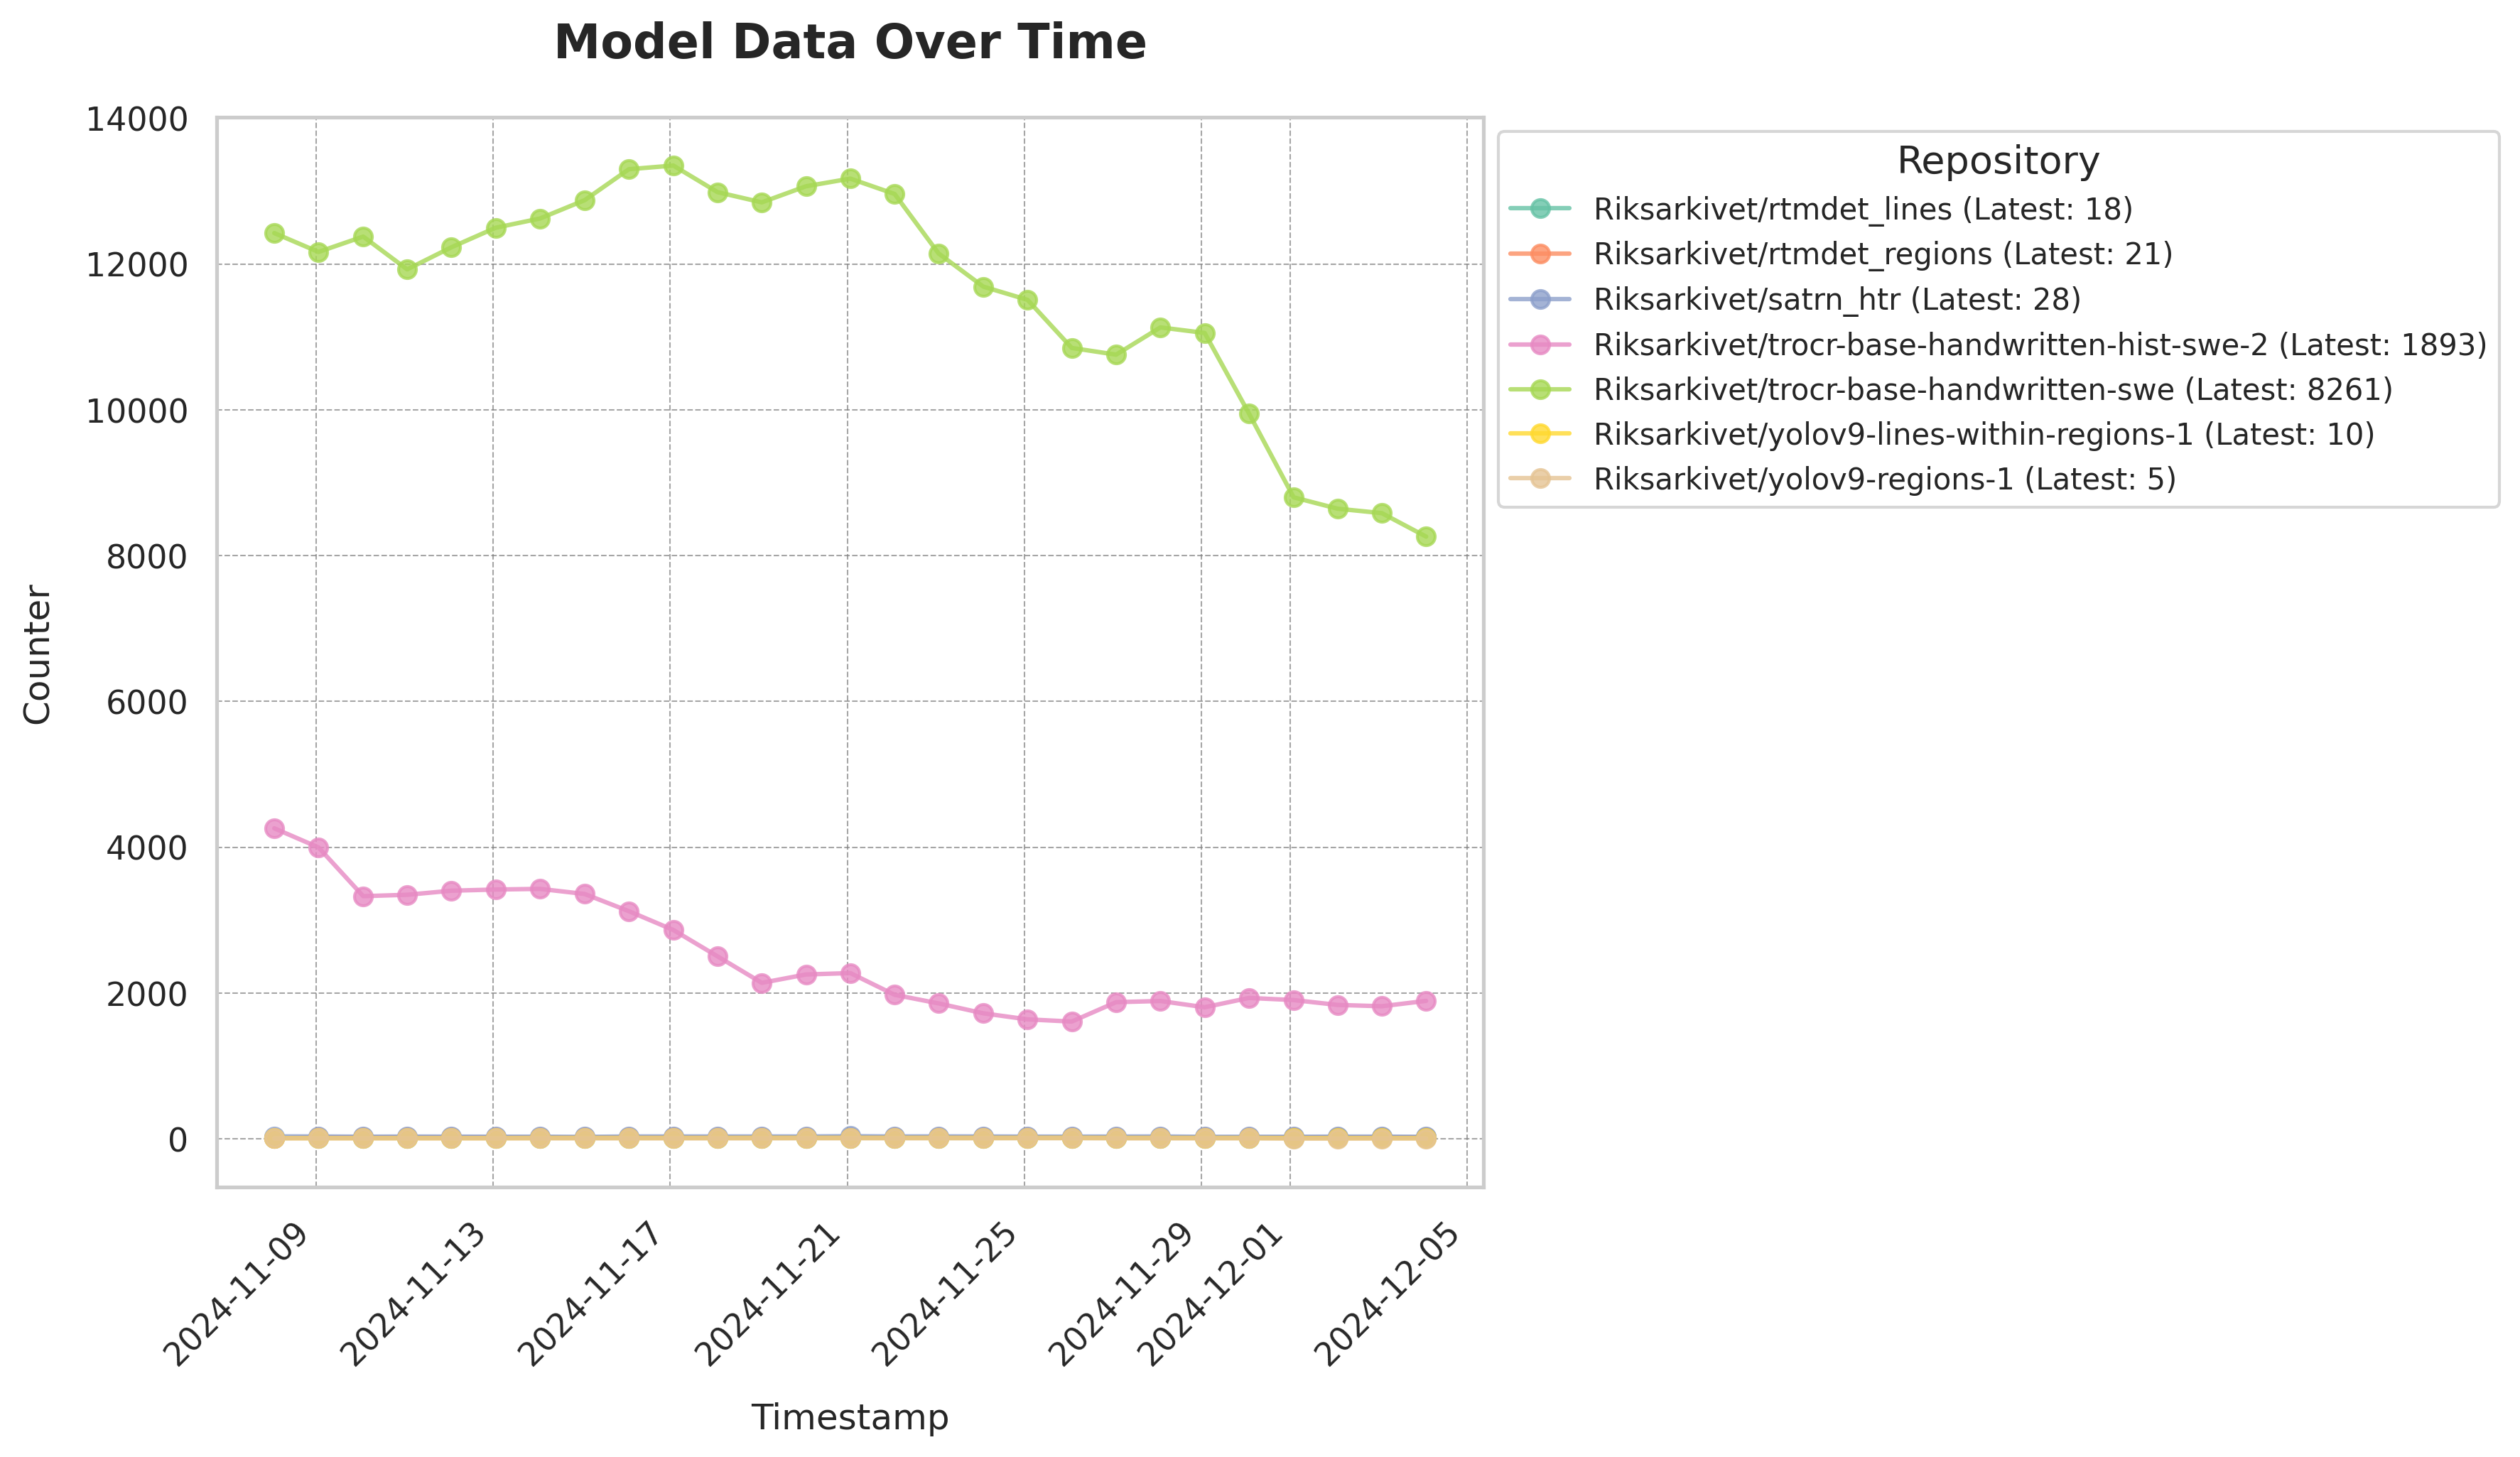 Model Data Over Time
14000
12000
10000
8000
6000
4000
2000
0
Counter
2024-11-09
2024-11-13
2024-11-17
2024-11-21
2024-11-25
2024-11-29
2024-12-01
2024-12-05
Timestamp
Repository
Riksarkivet/rtmdet_lines (Latest: 18)
Riksarkivet/rtmdet_regions (Latest: 21)
Riksarkivet/satrn_htr (Latest: 28)
Riksarkivet/trocr-base-handwritten-hist-swe-2 (Latest: 1893)
Riksarkivet/trocr-base-handwritten-swe (Latest: 8261)
Riksarkivet/yolov9-lines-within-regions-1 (Latest: 10)
Riksarkivet/yolov9-regions-1 (Latest: 5)